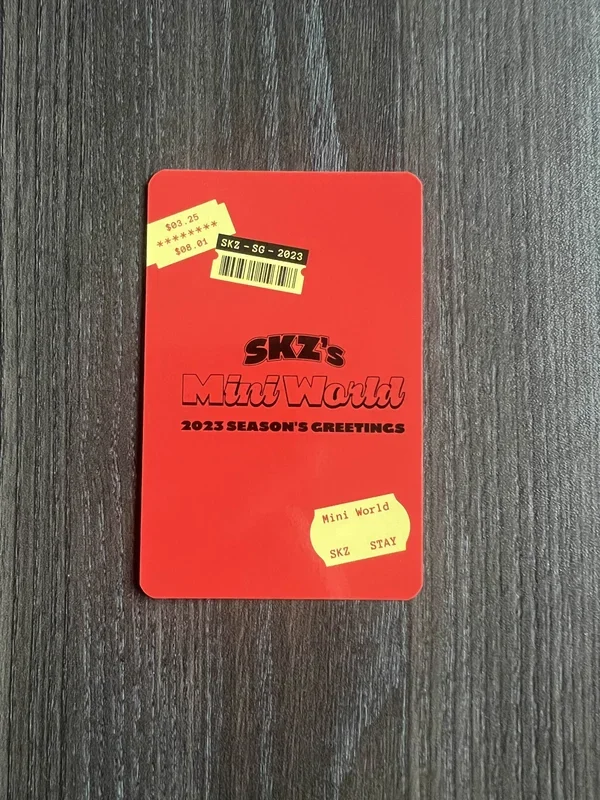 $03.25
********
$08.01
SKZ - SG - 2023
SKZ's
Mini World
2023 SEASON'S GREETINGS
Mini World
SKZ STAY